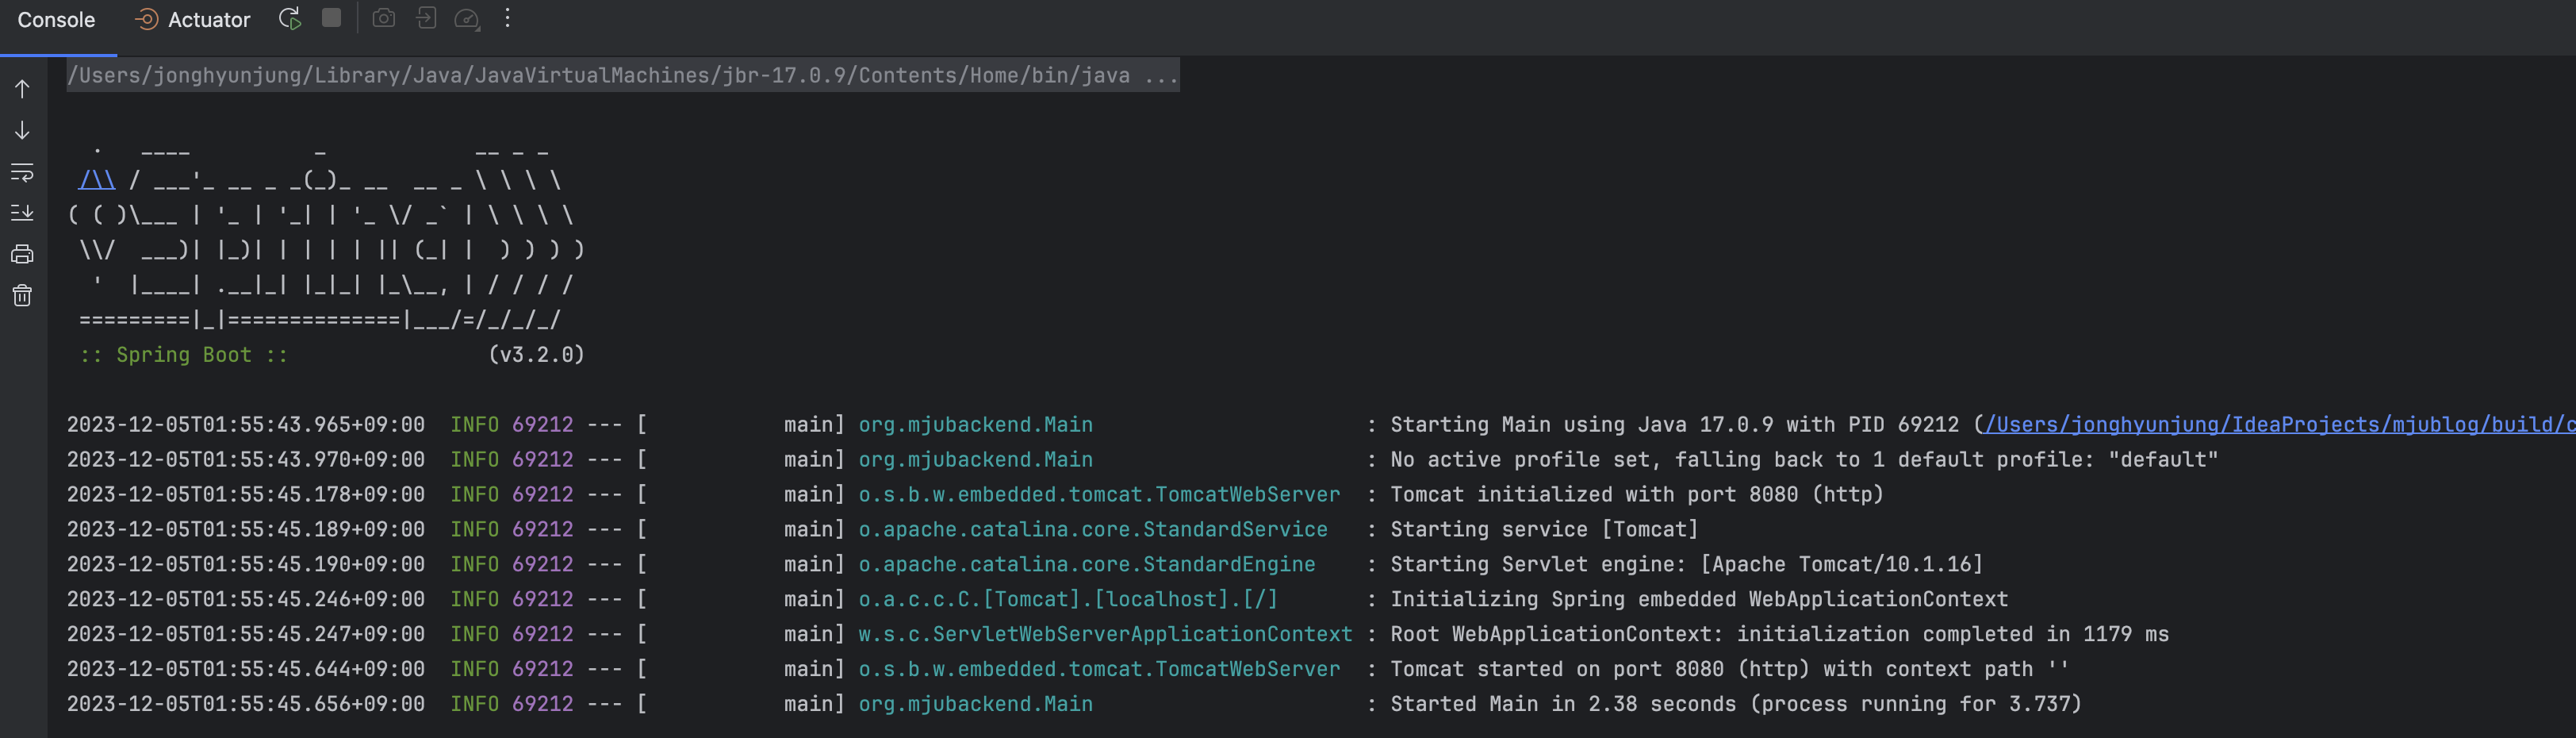 Console Actuator
/Users/jonghyunjung/Library/Java/JavaVirtualMachines/jbr-17.0.9/Contents/Home/bin/java ...
  .   ____          _            __ _ _
 /\\ / ___'_ __ _ _(_)_ __  __ _ \ \ \ \
( ( )\___ | '_ | '_| | '_ \/ _` | \ \ \ \
 \\/  ___)| |_)| | | | | || (_| |  ) ) ) )
  '  |____| .__|_| |_|_| |_\__, | / / / /
 =========|_|==============|___/=/_/_/_/
 :: Spring Boot ::                (v3.2.0)
2023-12-05T01:55:43.965+09:00  INFO 69212 --- [           main] org.mjubackend.Main                      : Starting Main using Java 17.0.9 with PID 69212 (/Users/jonghyunjung/IdeaProjects/mjublog/build/c
2023-12-05T01:55:43.970+09:00  INFO 69212 --- [           main] org.mjubackend.Main                      : No active profile set, falling back to 1 default profile: "default"
2023-12-05T01:55:45.178+09:00  INFO 69212 --- [           main] o.s.b.w.embedded.tomcat.TomcatWebServer  : Tomcat initialized with port 8080 (http)
2023-12-05T01:55:45.189+09:00  INFO 69212 --- [           main] o.apache.catalina.core.StandardService   : Starting service [Tomcat]
2023-12-05T01:55:45.190+09:00  INFO 69212 --- [           main] o.apache.catalina.core.StandardEngine    : Starting Servlet engine: [Apache Tomcat/10.1.16]
2023-12-05T01:55:45.246+09:00  INFO 69212 --- [           main] o.a.c.c.C.[Tomcat].[localhost].[/]       : Initializing Spring embedded WebApplicationContext
2023-12-05T01:55:45.247+09:00  INFO 69212 --- [           main] w.s.c.ServletWebServerApplicationContext : Root WebApplicationContext: initialization completed in 1179 ms
2023-12-05T01:55:45.644+09:00  INFO 69212 --- [           main] o.s.b.w.embedded.tomcat.TomcatWebServer  : Tomcat started on port 8080 (http) with context path ''
2023-12-05T01:55:45.656+09:00  INFO 69212 --- [           main] org.mjubackend.Main                      : Started Main in 2.38 seconds (process running for 3.737)